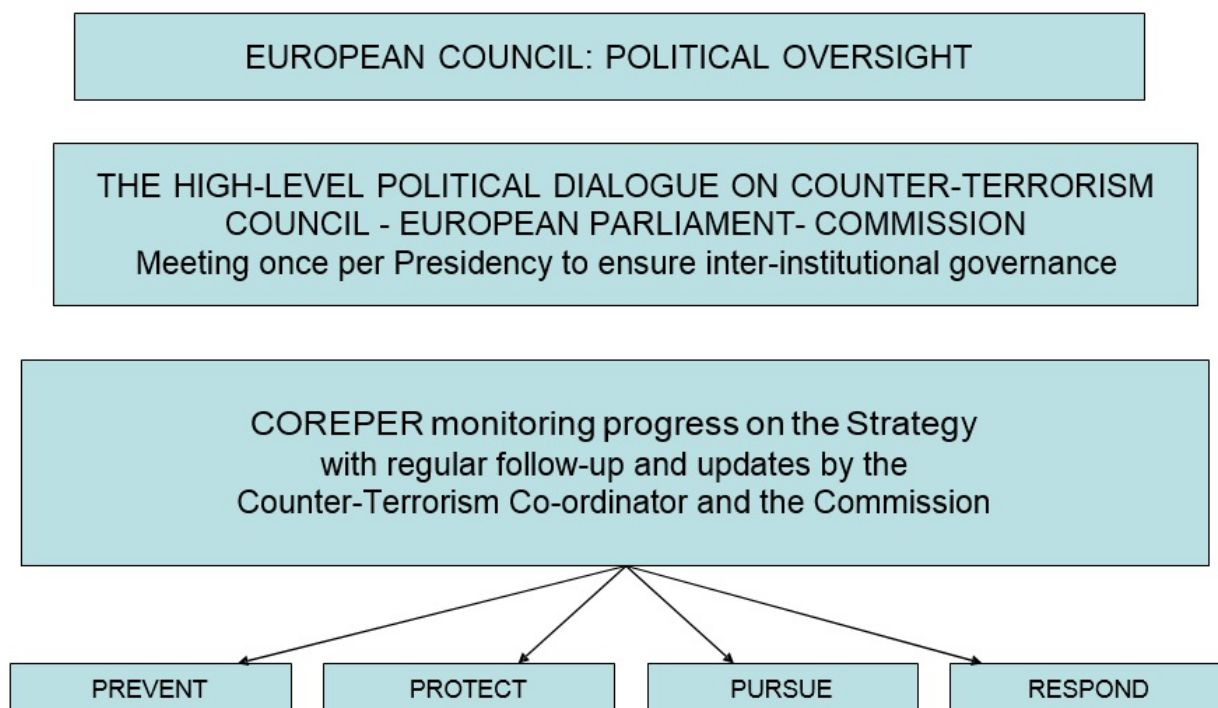 EUROPEAN COUNCIL: POLITICAL OVERSIGHT
THE HIGH-LEVEL POLITICAL DIALOGUE ON COUNTER-TERRORISM
COUNCIL - EUROPEAN PARLIAMENT- COMMISSION
Meeting once per Presidency to ensure inter-institutional governance
COREPER monitoring progress on the Strategy
with regular follow-up and updates by the
Counter-Terrorism Co-ordinator and the Commission
PREVENT PROTECT PURSUE RESPOND